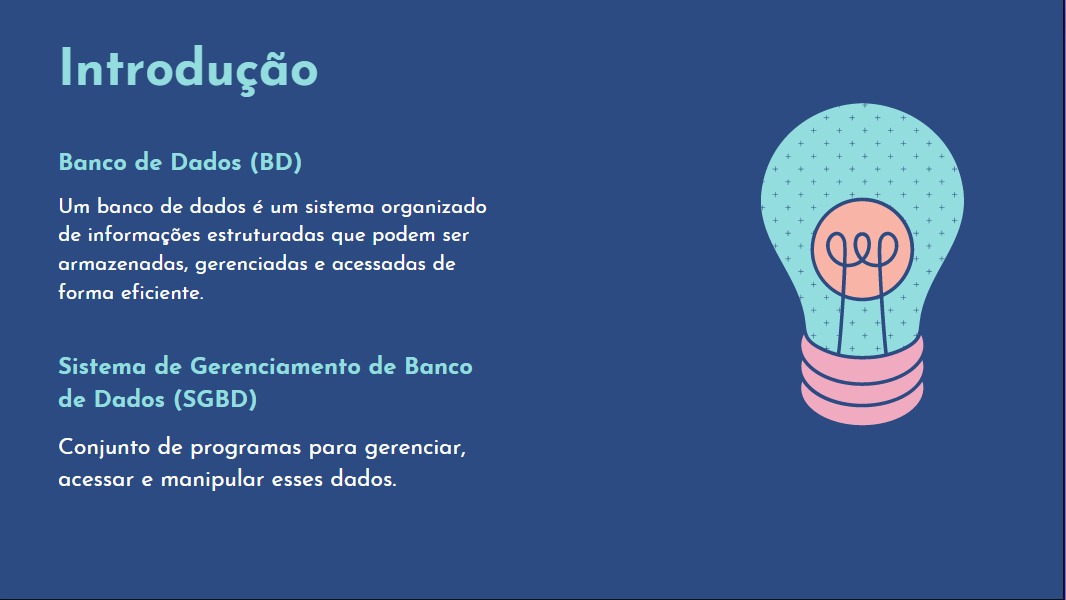 Introdução
Banco de Dados (BD)
Um banco de dados é um sistema organizado
de informações estruturadas que podem ser
armazenadas, gerenciadas e acessadas de
forma eficiente.
Sistema de Gerenciamento de Banco
de Dados (SGBD)
Conjunto de programas para gerenciar,
acessar e manipular esses dados.